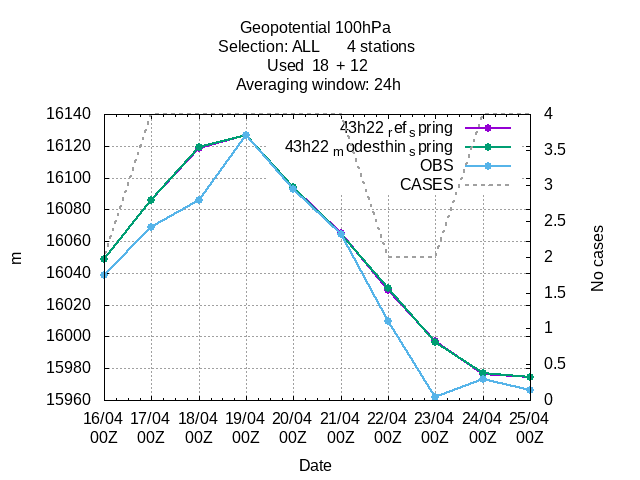 Geopotential 100hPa
Selection: ALL 4 stations
Used 18 + 12
Averaging window: 24h
43h22 refspring
43h22 modesthinspring
OBS
CASES
16140
16120
16100
16080
16060
16040
16020
16000
15980
15960
m
4
3.5
3
2.5
2
1.5
1
0.5
0
No cases
16/04 17/04 18/04 19/04 20/04 21/04 22/04 23/04 24/04 25/04
00Z 00Z 00Z 00Z 00Z 00Z 00Z 00Z 00Z 00Z
Date